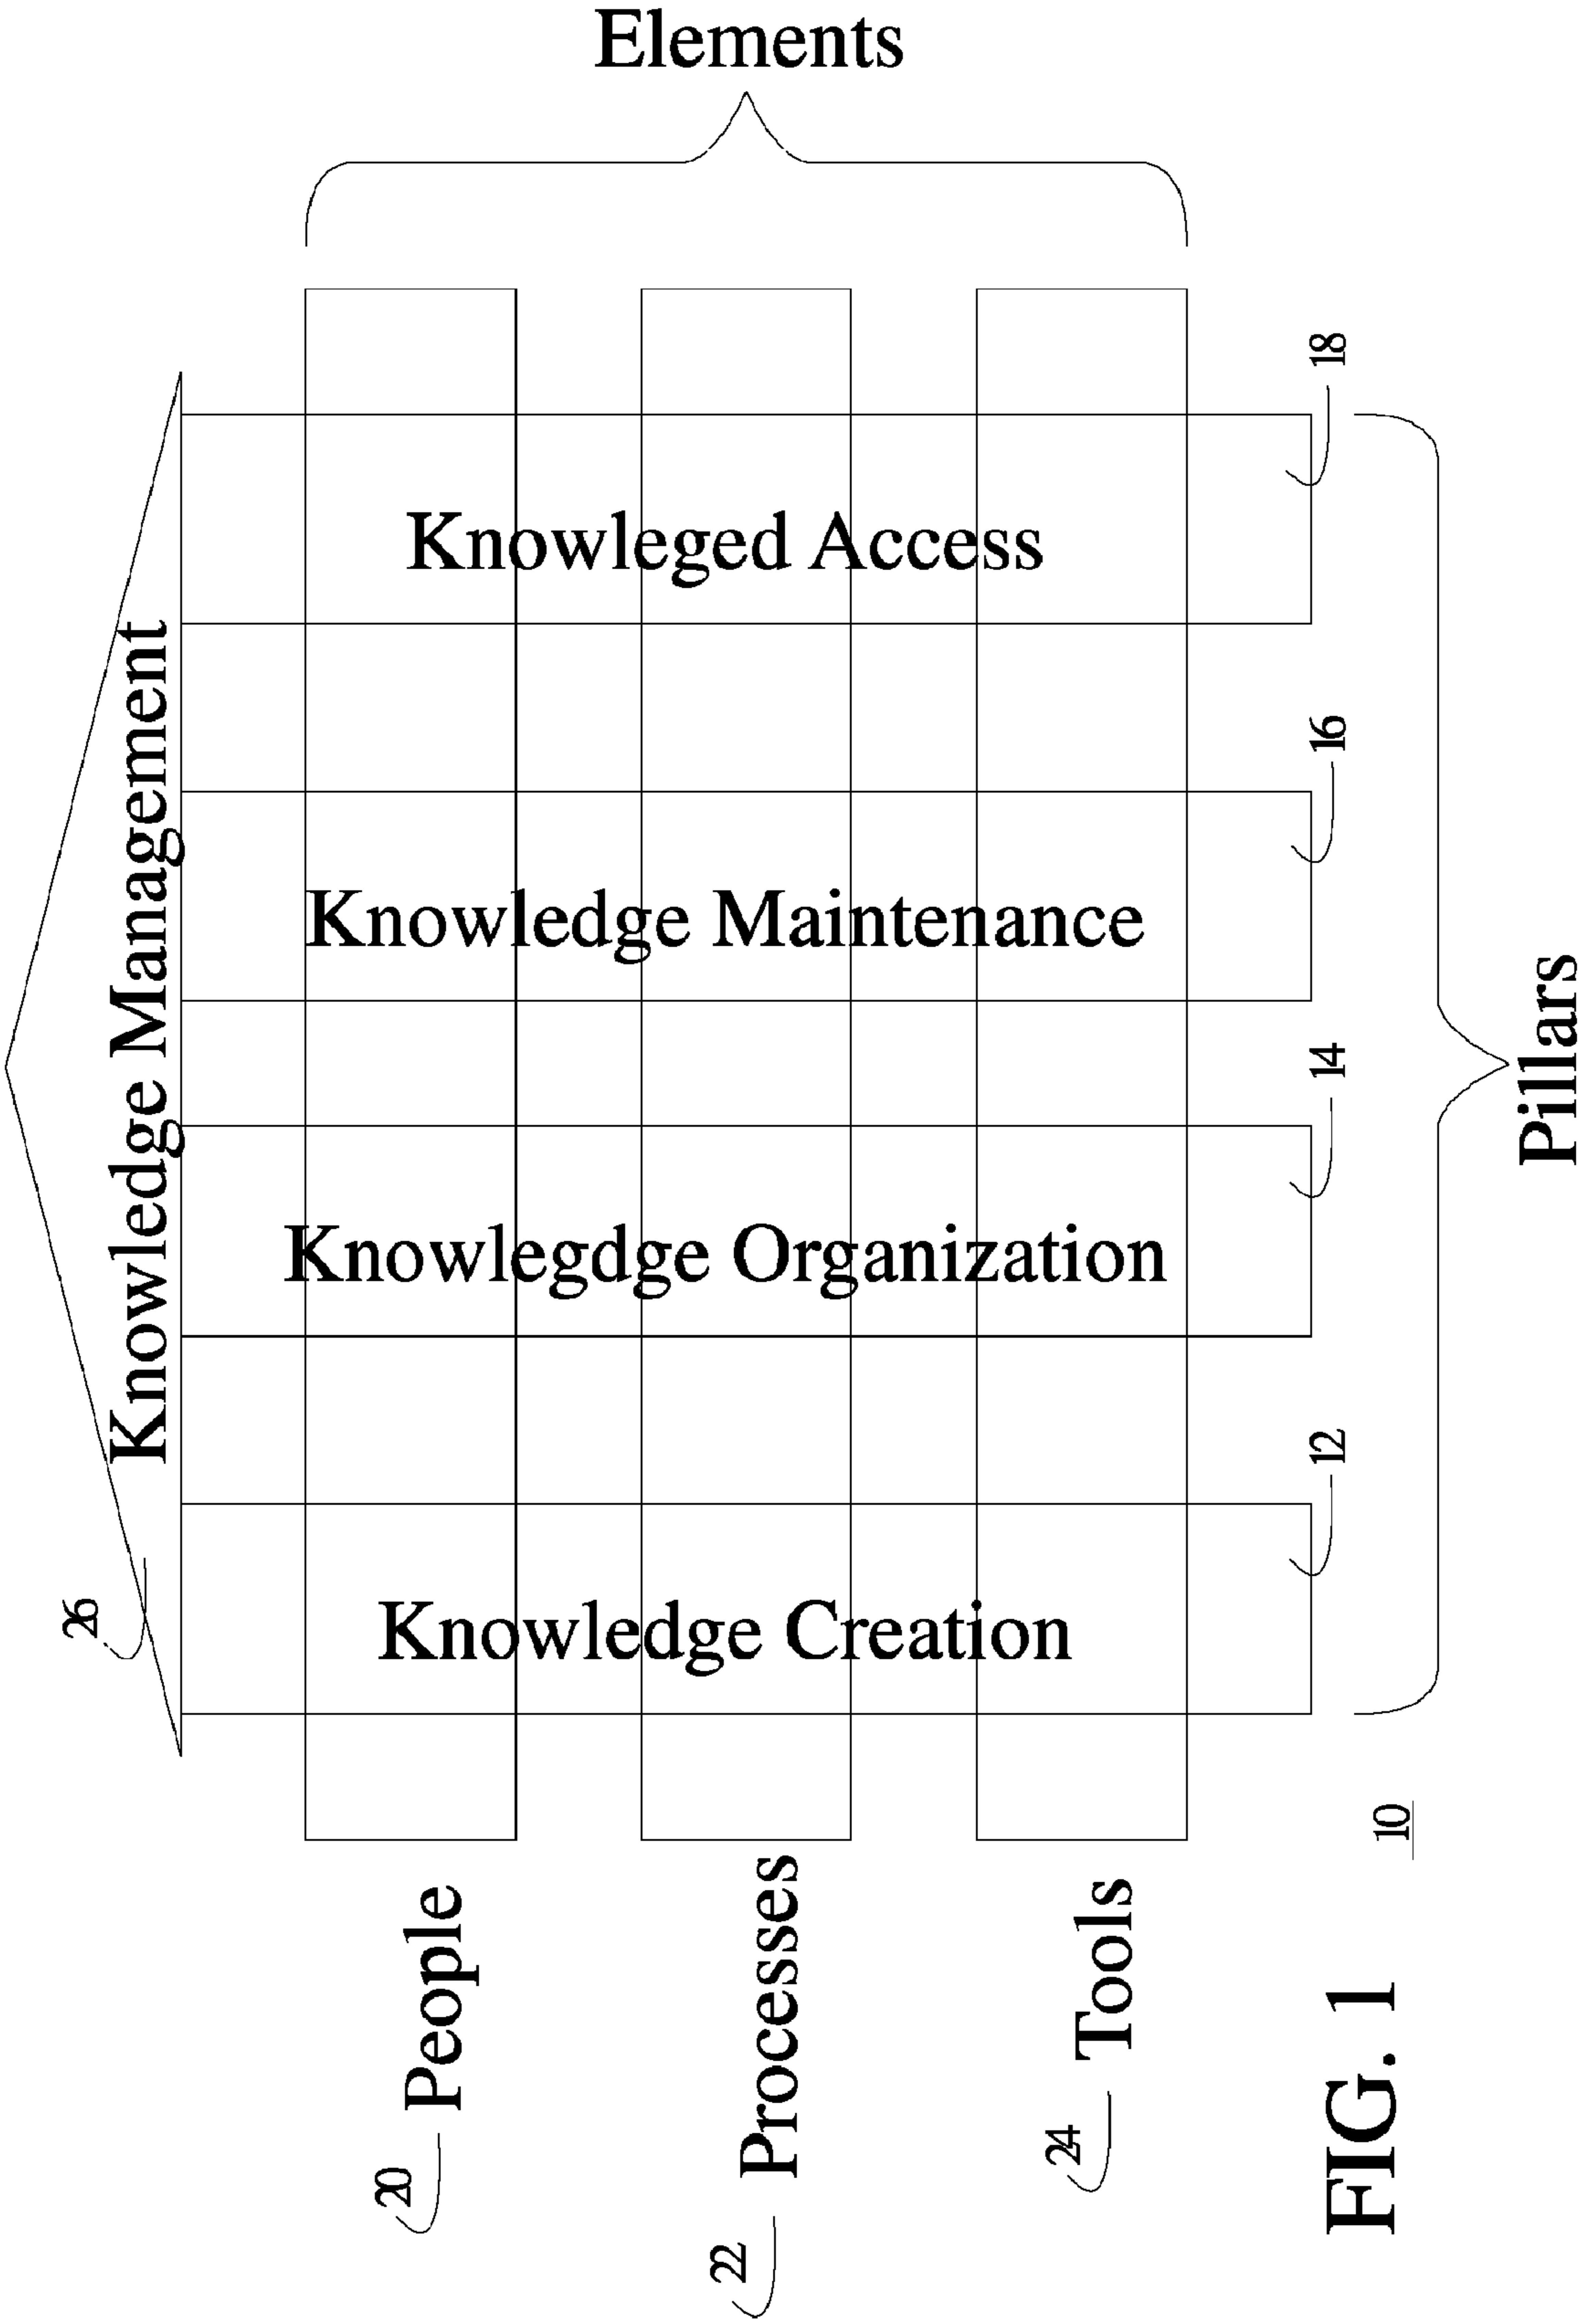 Elements
Knowledge Management
26
Knowleged Access
18
Knowledge Maintenance
16
Knowlegdge Organization
14
Knowledge Creation
12
Pillars
20
People
22
Processes
24
Tools
10
FIG. 1